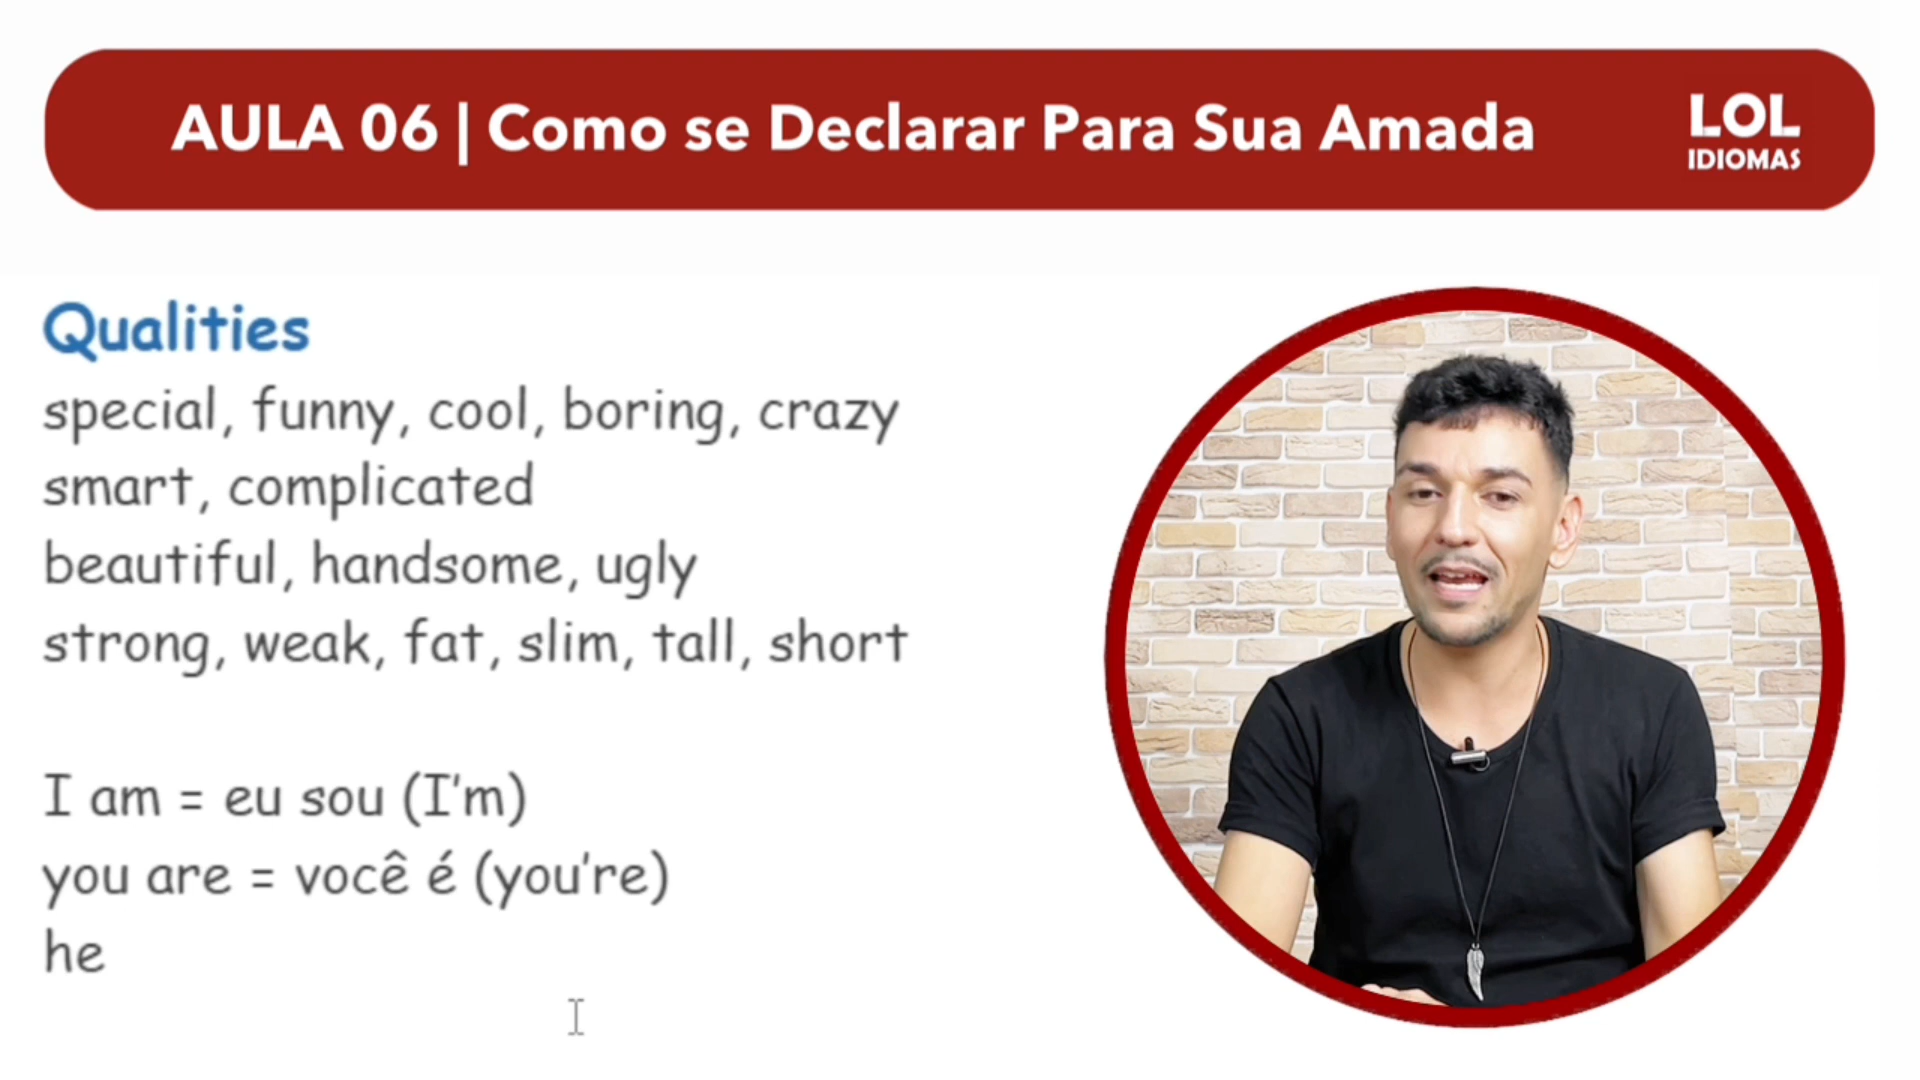 AULA 06 | Como se Declarar Para Sua Amada
LOL
IDIOMAS
Qualities
special, funny, cool, boring, crazy
smart, complicated
beautiful, handsome, ugly
strong, weak, fat, slim, tall, short
I am = eu sou (I'm)
you are = você é (you're)
he